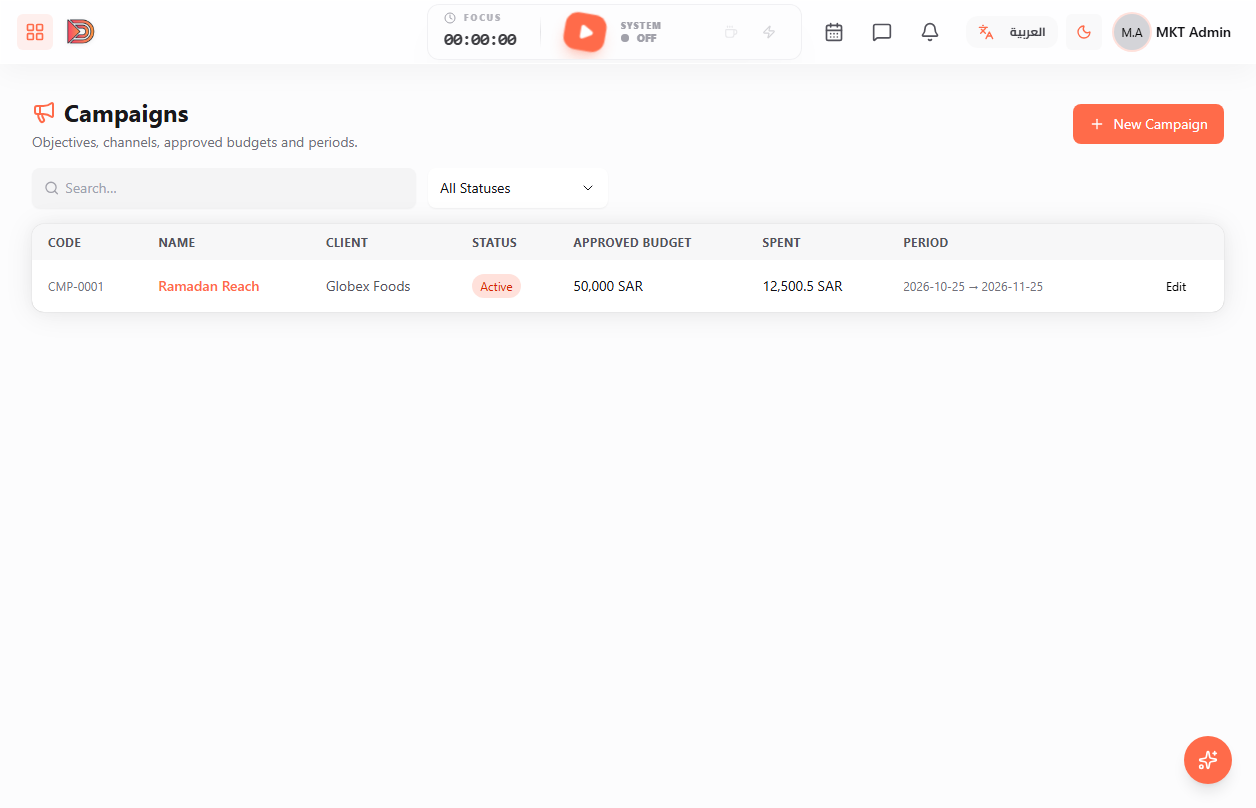 FOCUS
00:00:00
SYSTEM
OFF
العربية
M.A
MKT Admin
Campaigns
Objectives, channels, approved budgets and periods.
New Campaign
Search...
All Statuses
CODE NAME CLIENT STATUS APPROVED BUDGET SPENT PERIOD
CMP-0001 Ramadan Reach Globex Foods Active 50,000 SAR 12,500.5 SAR 2026-10-25 → 2026-11-25 Edit